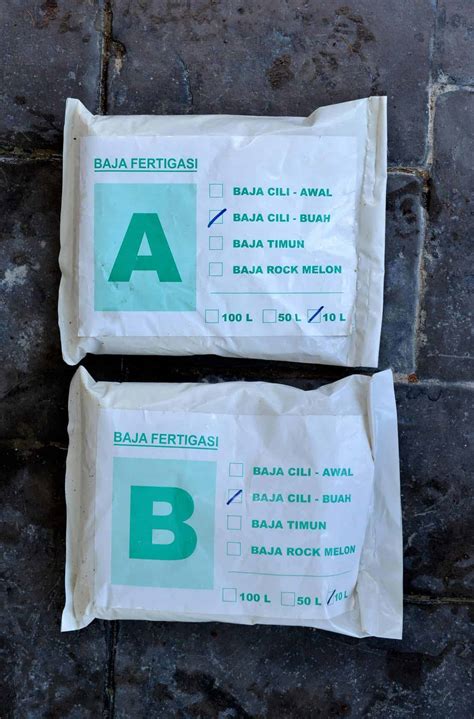 BAJA FERTIGASI
A
BAJA CILI - AWAL
BAJA CILI - BUAH
BAJA TIMUN
BAJA ROCK MELON
100 L 50 L 10 L
BAJA FERTIGASI
B
BAJA CILI - AWAL
BAJA CILI - BUAH
BAJA TIMUN
BAJA ROCK MELON
100 L 50 L 10 L